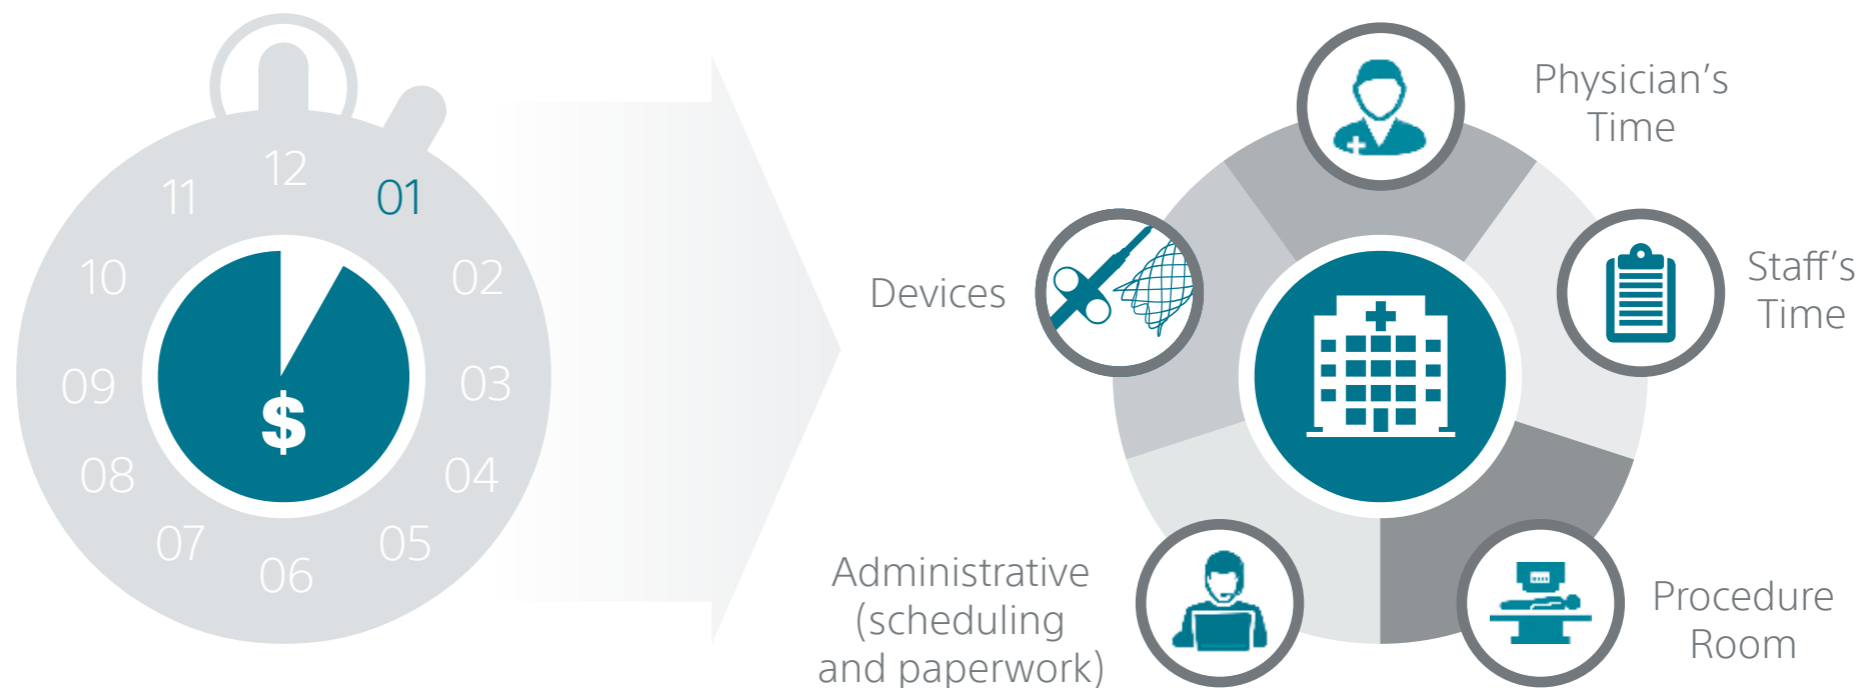 12
01
02
03
04
05
06
07
08
09
10
11
$
Physician’s
Time
Staff’s
Time
Procedure
Room
Administrative
(scheduling
and paperwork)
Devices